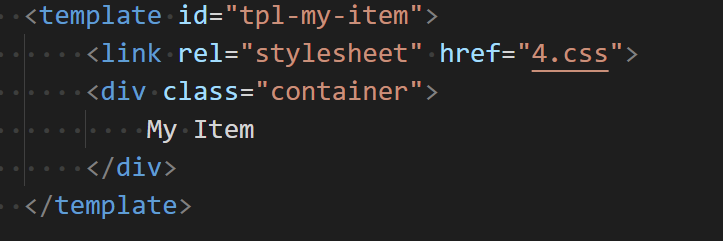 <template id="tpl-my-item">
<link rel="stylesheet" href="4.css">
<div class="container">
My Item
</div>
</template>